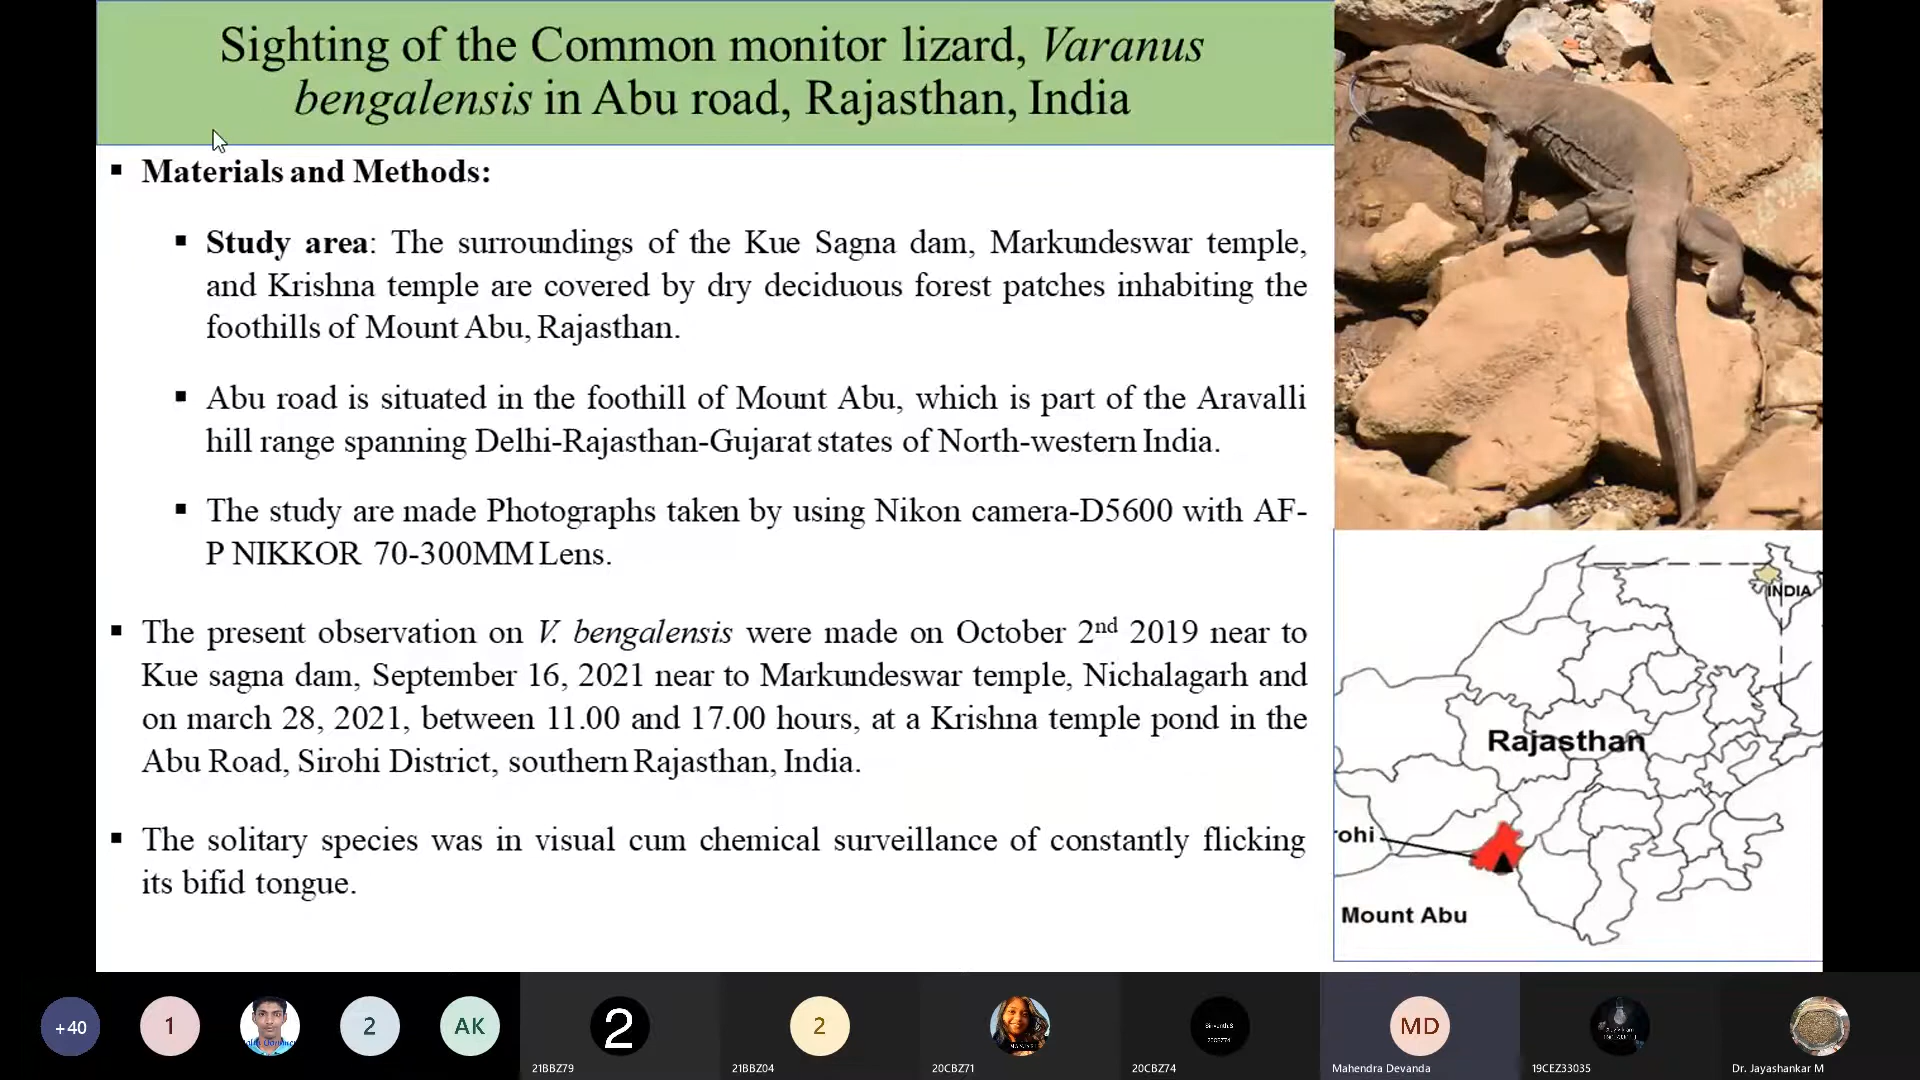 Sighting of the Common monitor lizard, Varanus
bengalensis in Abu road, Rajasthan, India
▪ Materials and Methods:
▪ Study area: The surroundings of the Kue Sagna dam, Markundeswar temple,
and Krishna temple are covered by dry deciduous forest patches inhabiting the
foothills of Mount Abu, Rajasthan.
▪ Abu road is situated in the foothill of Mount Abu, which is part of the Aravalli
hill range spanning Delhi-Rajasthan-Gujarat states of North-western India.
▪ The study are made Photographs taken by using Nikon camera-D5600 with AF-
P NIKKOR 70-300MM Lens.
▪ The present observation on V. bengalensis were made on October 2nd 2019 near to
Kue sagna dam, September 16, 2021 near to Markundeswar temple, Nichalagarh and
on march 28, 2021, between 11.00 and 17.00 hours, at a Krishna temple pond in the
Abu Road, Sirohi District, southern Rajasthan, India.
▪ The solitary species was in visual cum chemical surveillance of constantly flicking
its bifid tongue.
INDIA
Rajasthan
ohi
Mount Abu
+40
1
2
AK
2
2
MD
21BBZ79
21BBZ04
20CBZ71
20CBZ74
Mahendra Devanda
19CEZ33035
Dr. Jayashankar M